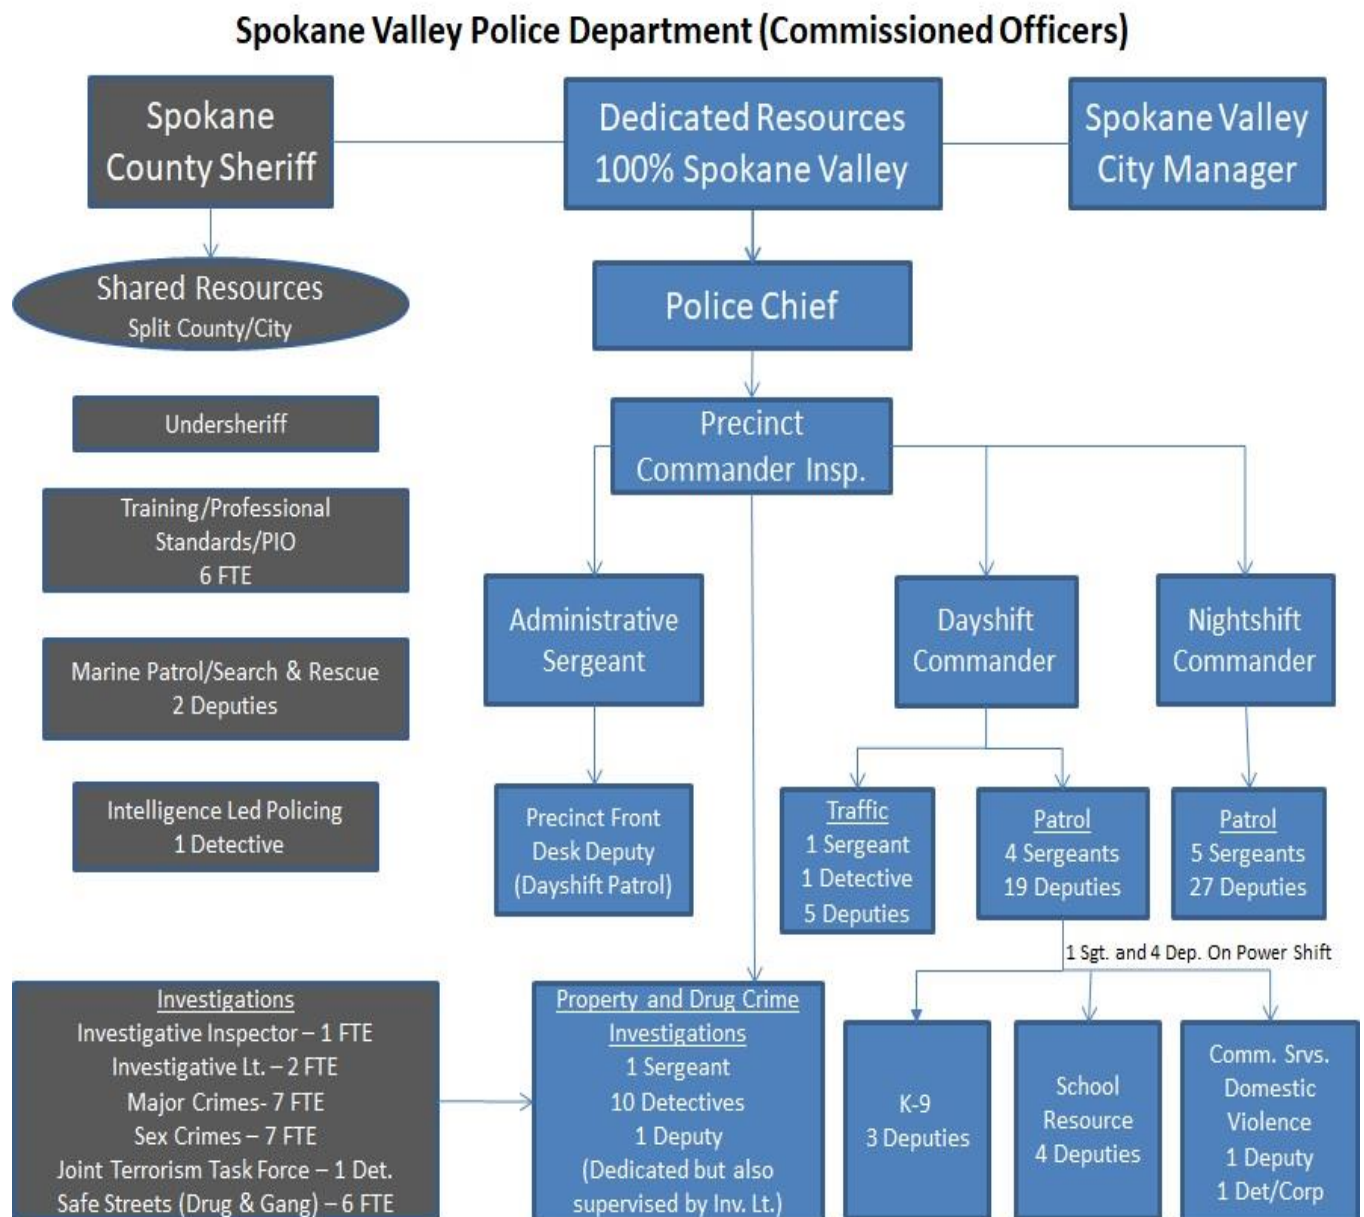 Spokane Valley Police Department (Commissioned Officers)
Spokane
County Sheriff
Dedicated Resources
100% Spokane Valley
Spokane Valley
City Manager
Shared Resources
Split County/City
Police Chief
Undersheriff
Precinct
Commander Insp.
Training/Professional
Standards/PIO
6 FTE
Administrative
Sergeant
Dayshift
Commander
Nightshift
Commander
Marine Patrol/Search & Rescue
2 Deputies
Intelligence Led Policing
1 Detective
Precinct Front
Desk Deputy
(Dayshift Patrol)
Traffic
1 Sergeant
1 Detective
5 Deputies
Patrol
4 Sergeants
19 Deputies
Patrol
5 Sergeants
27 Deputies
1 Sgt. and 4 Dep. On Power Shift
Investigations
Investigative Inspector – 1 FTE
Investigative Lt. – 2 FTE
Major Crimes- 7 FTE
Sex Crimes – 7 FTE
Joint Terrorism Task Force – 1 Det.
Safe Streets (Drug & Gang) – 6 FTE
Property and Drug Crime
Investigations
1 Sergeant
10 Detectives
1 Deputy
(Dedicated but also
supervised by Inv. Lt.)
K-9
3 Deputies
School
Resource
4 Deputies
Comm. Srvs.
Domestic
Violence
1 Deputy
1 Det/Corp